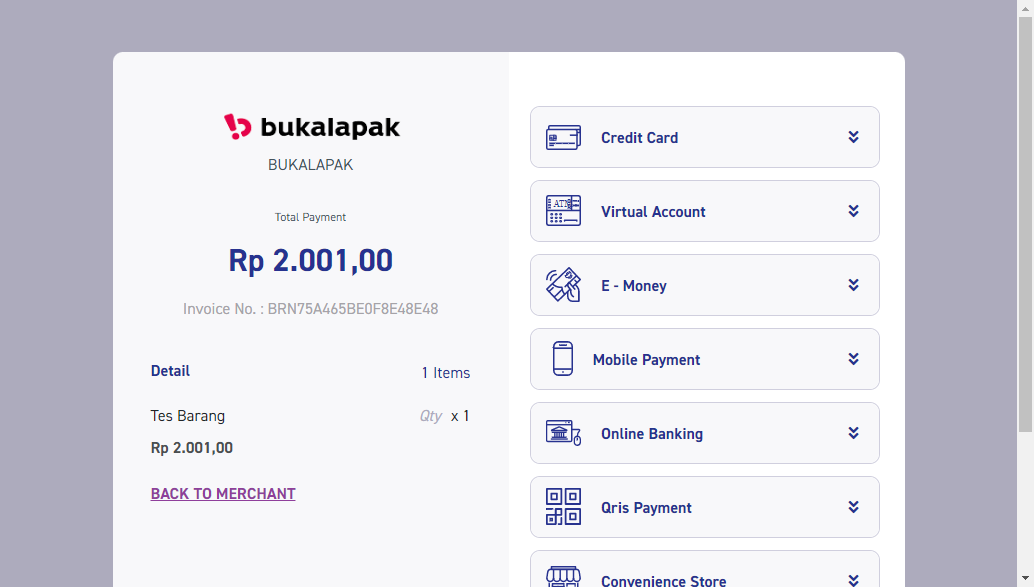 bukalapak
BUKALAPAK
Total Payment
Rp 2.001,00
Invoice No. : BRN75A465BE0F8E48E48
Detail 1 Items
Tes Barang Qty x 1
Rp 2.001,00
BACK TO MERCHANT
Credit Card
ATM
Virtual Account
E - Money
Mobile Payment
Online Banking
Qris Payment
Convenience Store